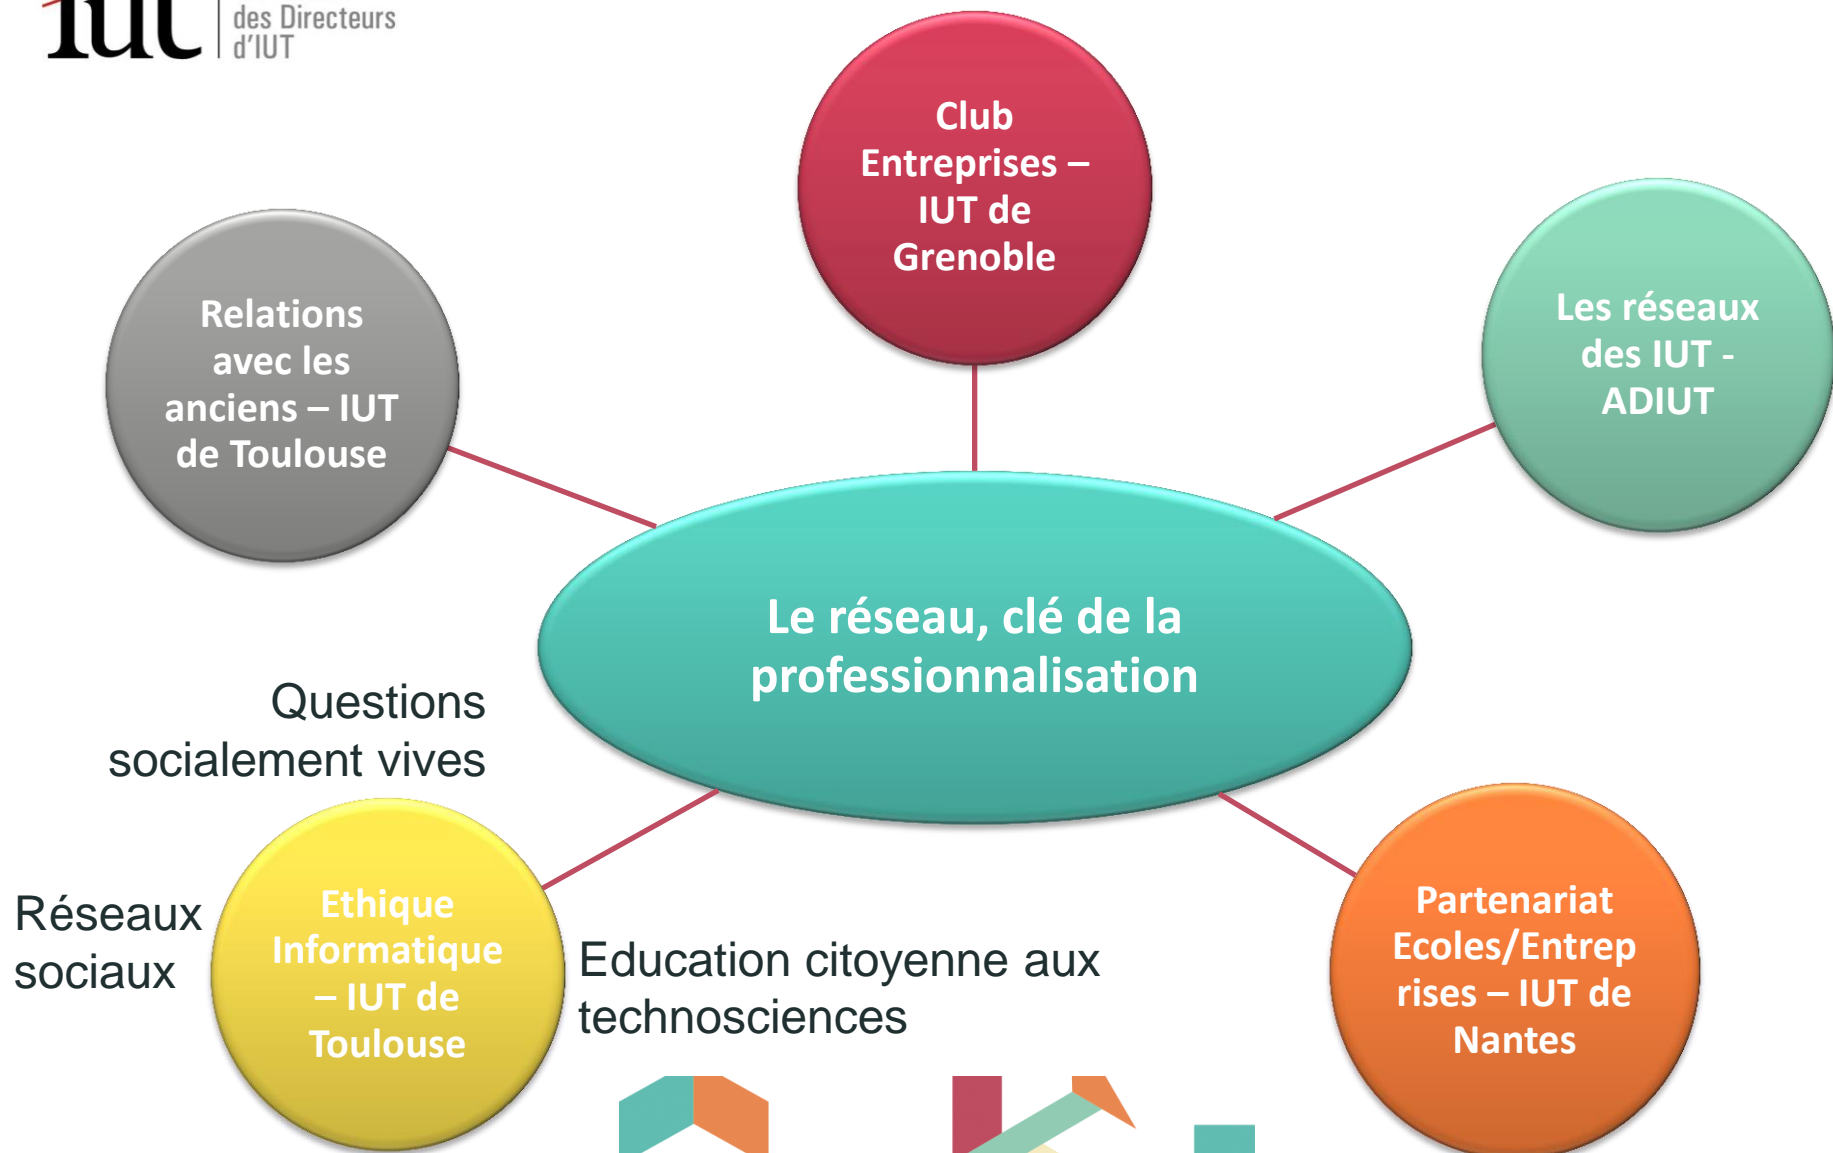 iut
des Directeurs
d'IUT
Club
Entreprises –
IUT de
Grenoble
Relations
avec les
anciens – IUT
de Toulouse
Les réseaux
des IUT -
ADIUT
Le réseau, clé de la
professionnalisation
Questions
socialement vives
Réseaux
sociaux
Ethique
Informatique
– IUT de
Toulouse
Education citoyenne aux
technosciences
Partenariat
Ecoles/Entrep
rises – IUT de
Nantes